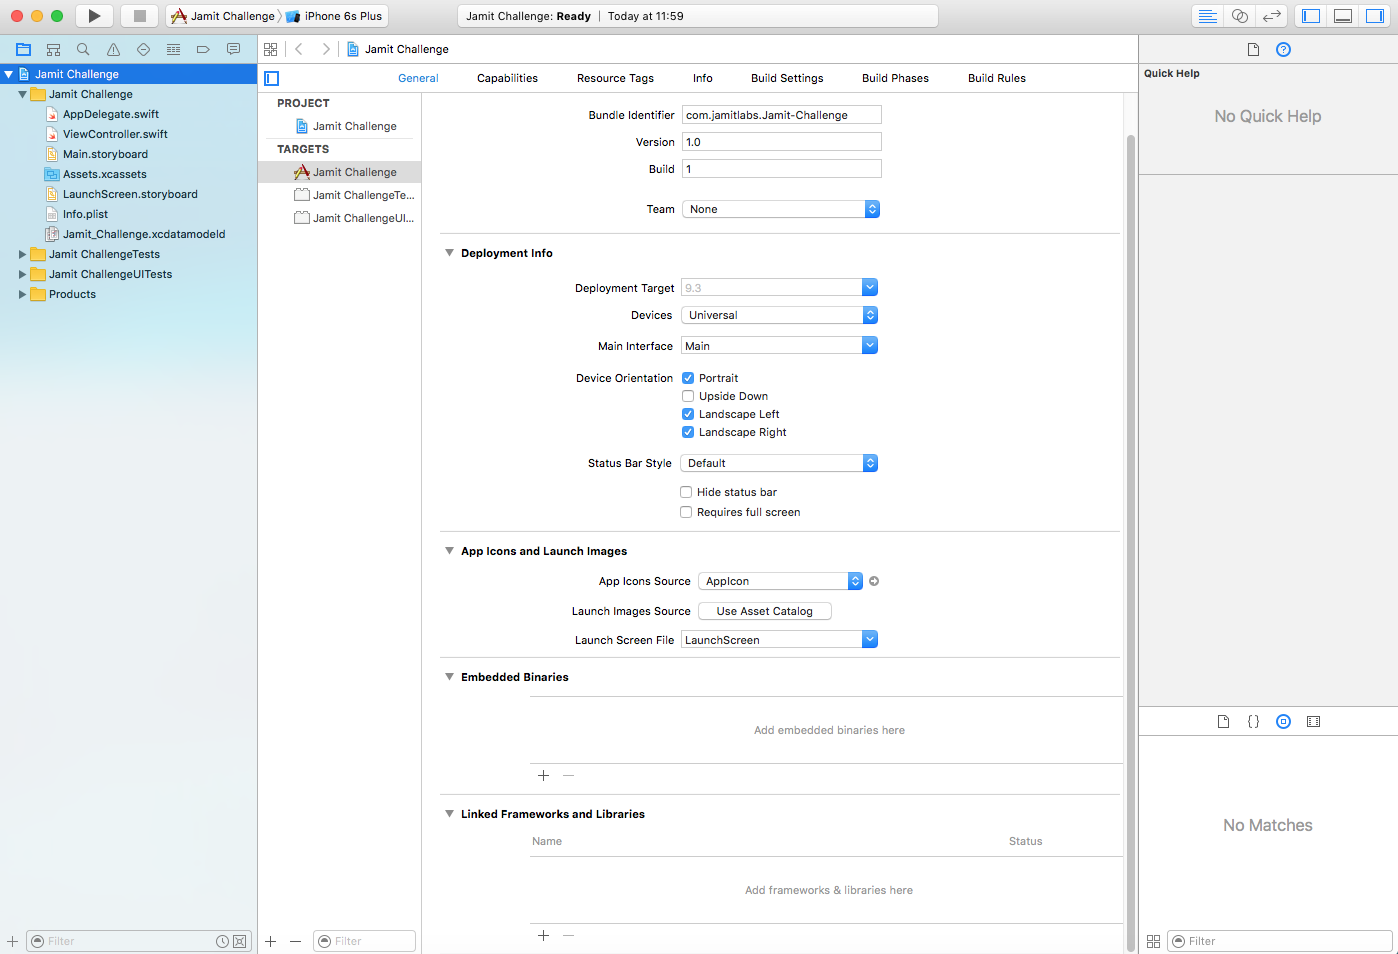 Jamit Challenge
iPhone 6s Plus
Jamit Challenge: Ready | Today at 11:59
Jamit Challenge
Jamit Challenge
AppDelegate.swift
ViewController.swift
Main.storyboard
Assets.xcassets
LaunchScreen.storyboard
Info.plist
Jamit_Challenge.xcdatamodeld
Jamit ChallengeTests
Jamit ChallengeUITests
Products
Filter
Jamit Challenge
General Capabilities Resource Tags Info Build Settings Build Phases Build Rules
PROJECT
Jamit Challenge
TARGETS
Jamit Challenge
Jamit ChallengeTe...
Jamit ChallengeUI...
Filter
Bundle Identifier com.jamitlabs.Jamit-Challenge
Version 1.0
Build 1
Team None
Deployment Info
Deployment Target 9.3
Devices Universal
Main Interface Main
Device Orientation Portrait
Upside Down
Landscape Left
Landscape Right
Status Bar Style Default
Hide status bar
Requires full screen
App Icons and Launch Images
App Icons Source AppIcon
Launch Images Source Use Asset Catalog
Launch Screen File LaunchScreen
Embedded Binaries
Add embedded binaries here
Linked Frameworks and Libraries
Name Status
Add frameworks & libraries here
Quick Help
No Quick Help
No Matches
Filter